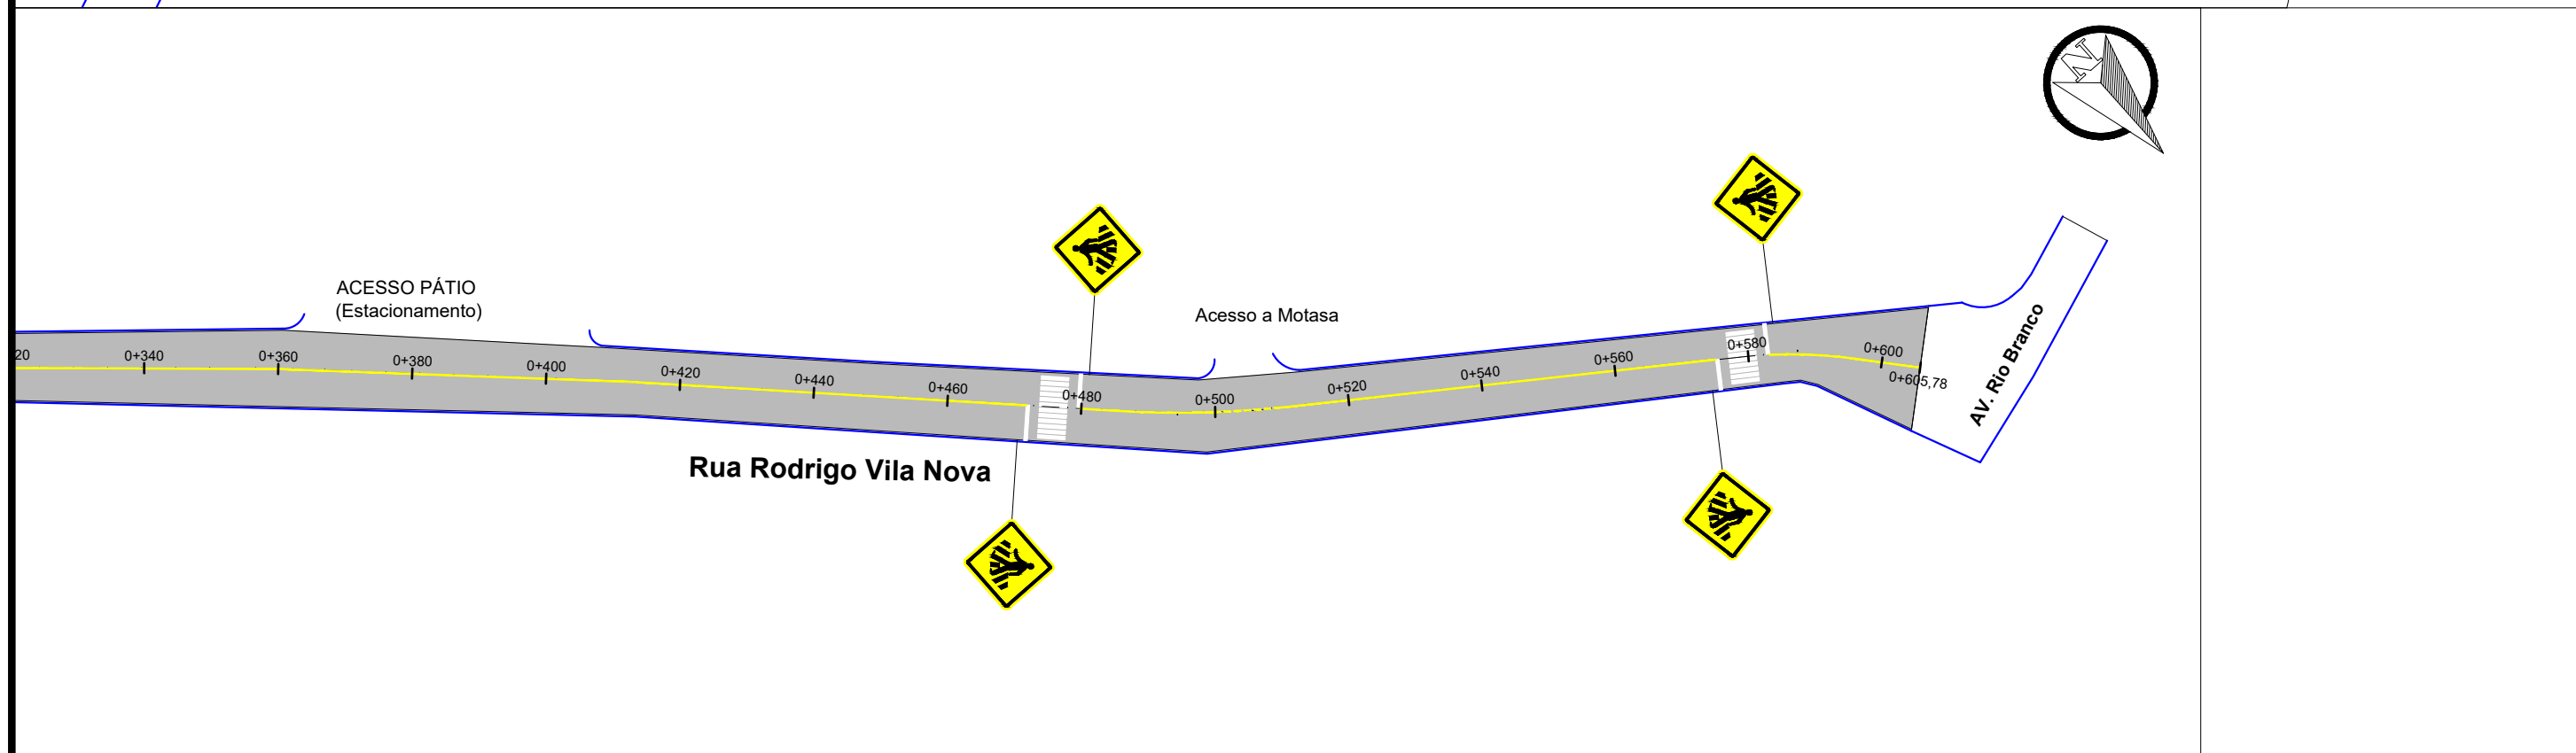 N
ACESSO PÁTIO
(Estacionamento)
Acesso a Motasa
20
0+340
0+360
0+380
0+400
0+420
0+440
0+460
0+480
0+500
0+520
0+540
0+560
0+580
0+600
0+605,78
AV. Rio Branco
Rua Rodrigo Vila Nova